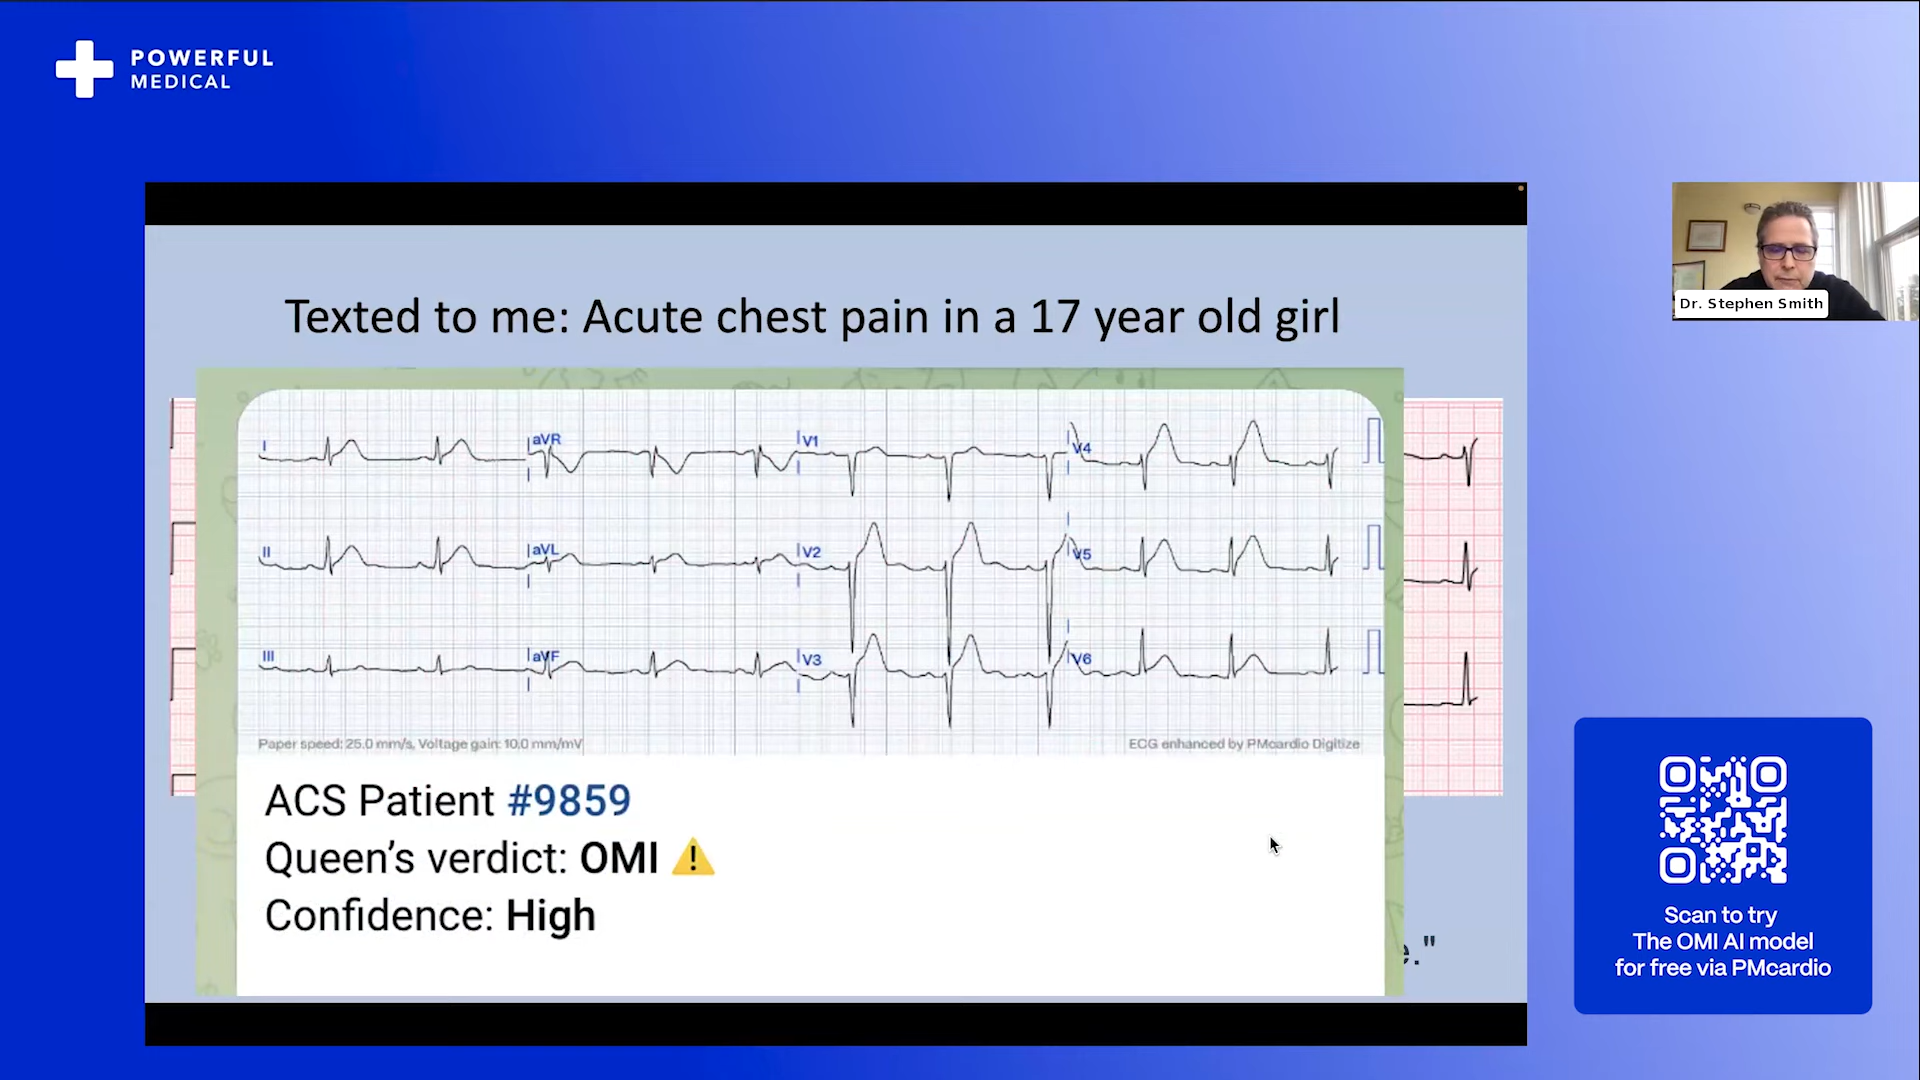 POWERFUL
MEDICAL
Texted to me: Acute chest pain in a 17 year old girl
I
aVR
V1
V4
II
aVL
V2
V5
III
aVF
V3
V6
Paper speed: 25.0 mm/s, Voltage gain: 10.0 mm/mV
ECG enhanced by PMcardio Digitize
ACS Patient #9859
Queen’s verdict: OMI ⚠️
Confidence: High
e."
Dr. Stephen Smith
Scan to try
The OMI AI model
for free via PMcardio